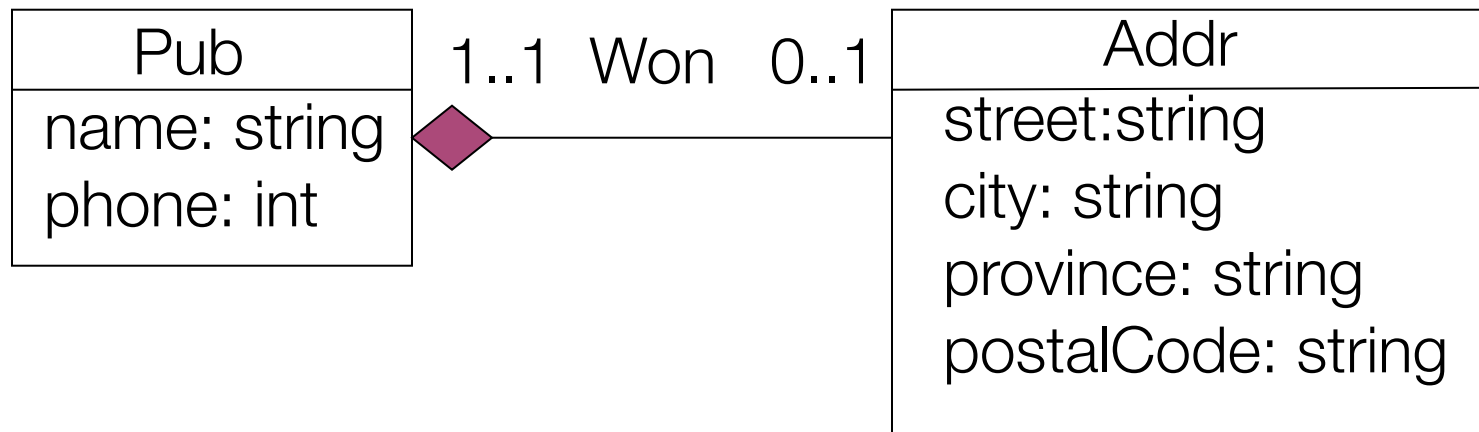 Pub
name: string
phone: int
1..1 Won 0..1
Addr
street:string
city: string
province: string
postalCode: string